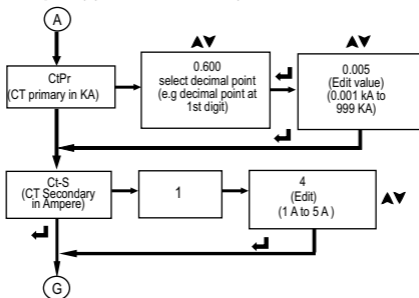 A
CtPr
(CT primary in KA)
0.600
select decimal point
(e.g decimal point at
1st digit)
0.005
(Edit value)
(0.001 kA to
999 KA)
Ct-S
(CT Secondary
in Ampere)
1
4
(Edit)
(1 A to 5 A )
G